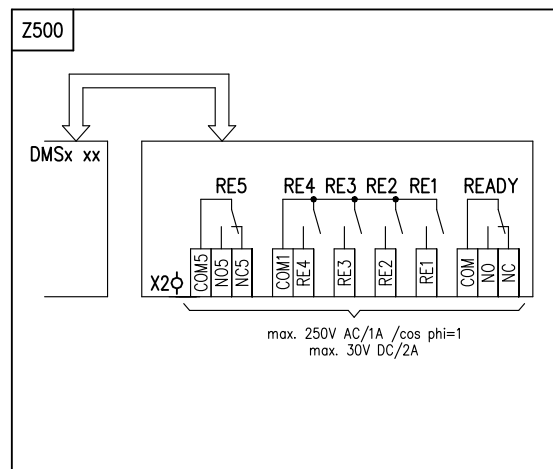 Z500
DMSx xx
RE5 RE4 RE3 RE2 RE1 READY
X2 COM5 NO5 NC5 COM1 RE4 RE3 RE2 RE1 COM NO NC
max. 250V AC/1A /cos phi=1
max. 30V DC/2A